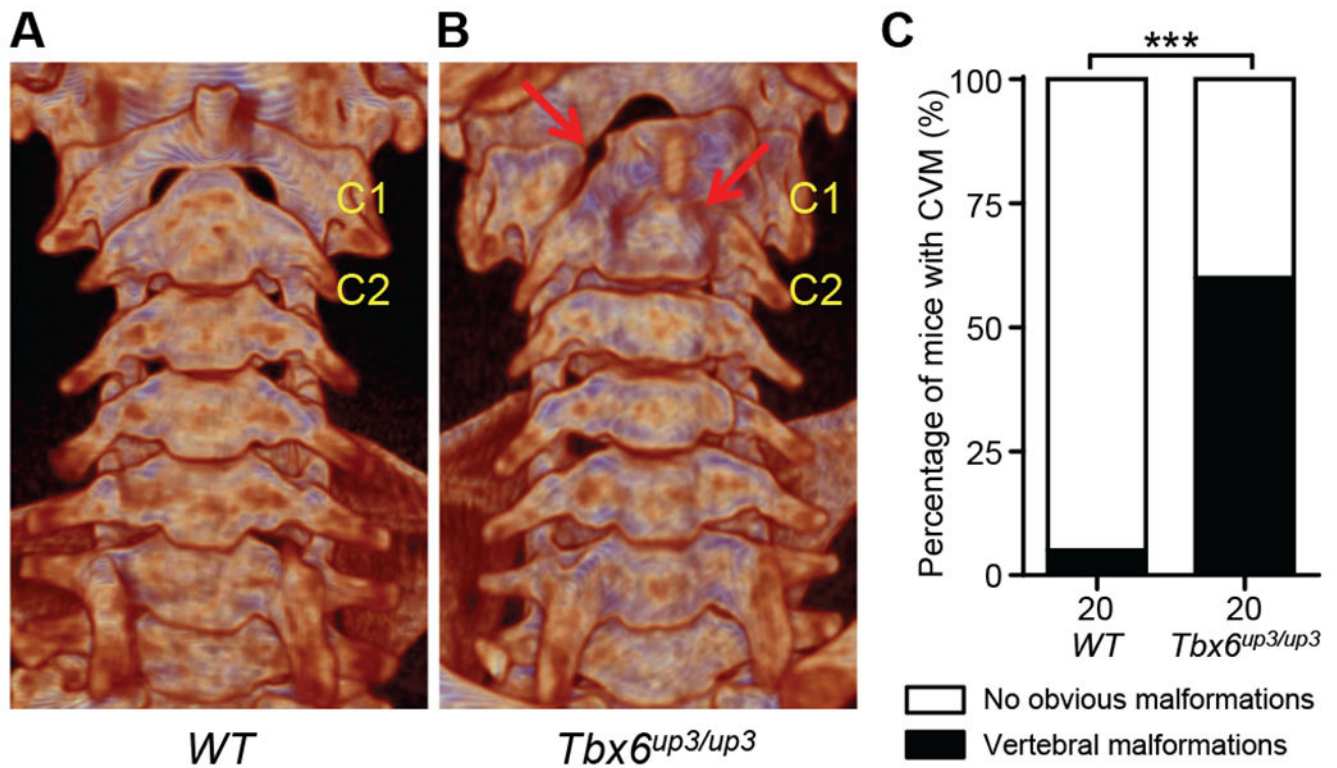 A
B
C
C1
C2
C1
C2
WT
Tbx6up3/up3
***
Percentage of mice with CVM (%)
100
75
50
25
0
20
20
WT
Tbx6up3/up3
No obvious malformations
Vertebral malformations